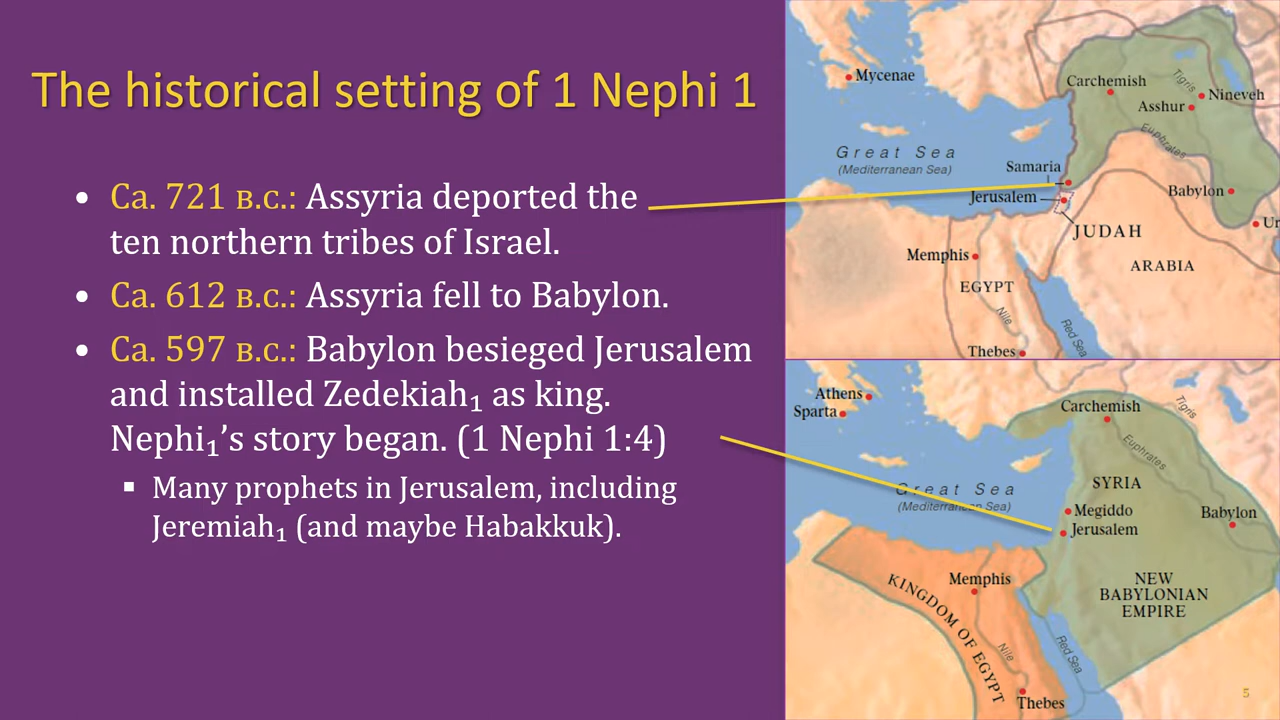 The historical setting of 1 Nephi 1
• Ca. 721 B.C.: Assyria deported the
ten northern tribes of Israel.
• Ca. 612 B.C.: Assyria fell to Babylon.
• Ca. 597 B.C.: Babylon besieged Jerusalem
and installed Zedekiah₁ as king.
Nephi₁’s story began. (1 Nephi 1:4)
▪ Many prophets in Jerusalem, including
Jeremiah₁ (and maybe Habakkuk).
Mycenae
Carchemish
Tigris
Nineveh
Asshur
Euphrates
Great Sea
(Mediterranean Sea)
Samaria
Babylon
Jerusalem
Ur
JUDAH
Memphis
ARABIA
EGYPT
Nile
Red Sea
Thebes
Athens
Sparta
Carchemish
Tigris
Euphrates
SYRIA
Great Sea
(Mediterranean Sea)
Megiddo
Babylon
Jerusalem
Memphis
NEW
BABYLONIAN
EMPIRE
KINGDOM OF EGYPT
Nile
Red Sea
Thebes
5